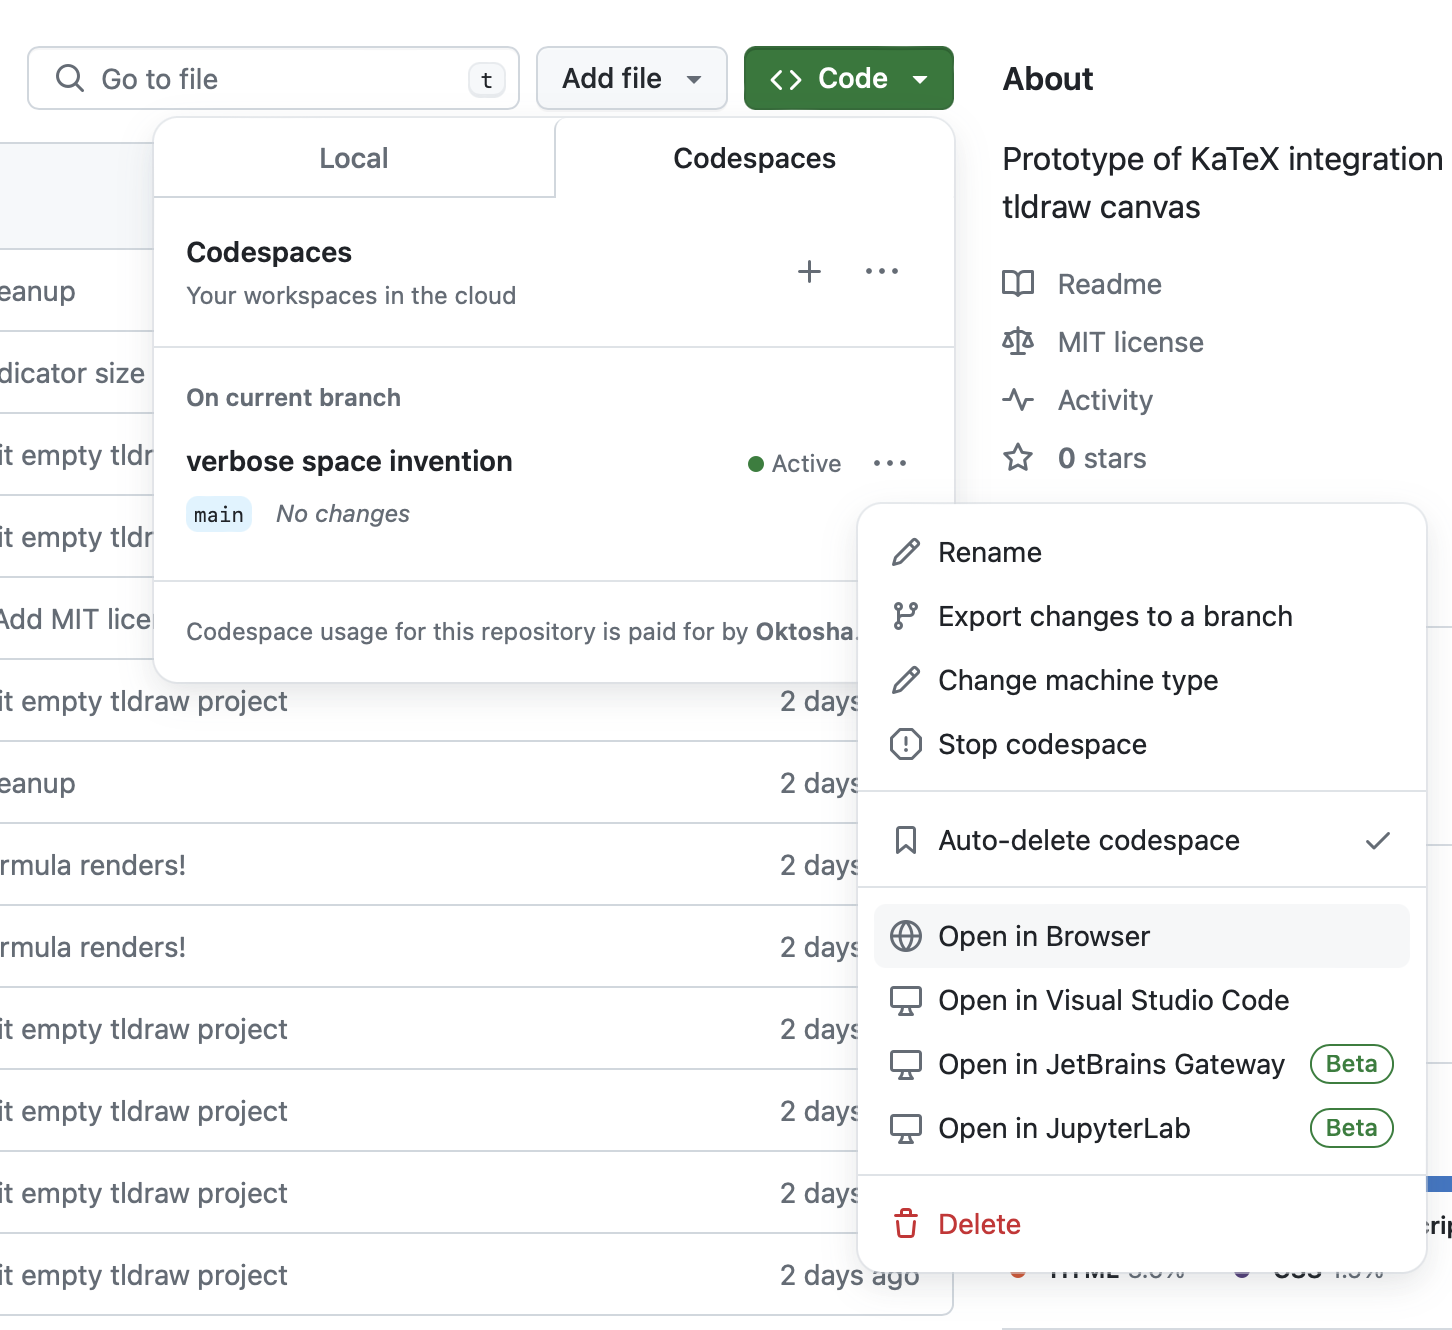 Go to file
t
Add file
Code
About
Prototype of KaTeX integration
tldraw canvas
Readme
MIT license
Activity
0 stars
Local
Codespaces
Codespaces
Your workspaces in the cloud
On current branch
verbose space invention
Active
main
No changes
Codespace usage for this repository is paid for by Oktosha.
Rename
Export changes to a branch
Change machine type
Stop codespace
Auto-delete codespace
Open in Browser
Open in Visual Studio Code
Open in JetBrains Gateway
Beta
Open in JupyterLab
Beta
Delete
eanup
dicator size
it empty tldr
it empty tldr
Add MIT lice
it empty tldraw project
2 days
eanup
2 days
rmula renders!
2 days
rmula renders!
2 days
it empty tldraw project
2 days
it empty tldraw project
2 days
it empty tldraw project
2 days
it empty tldraw project
2 days ago
HTML
CSS